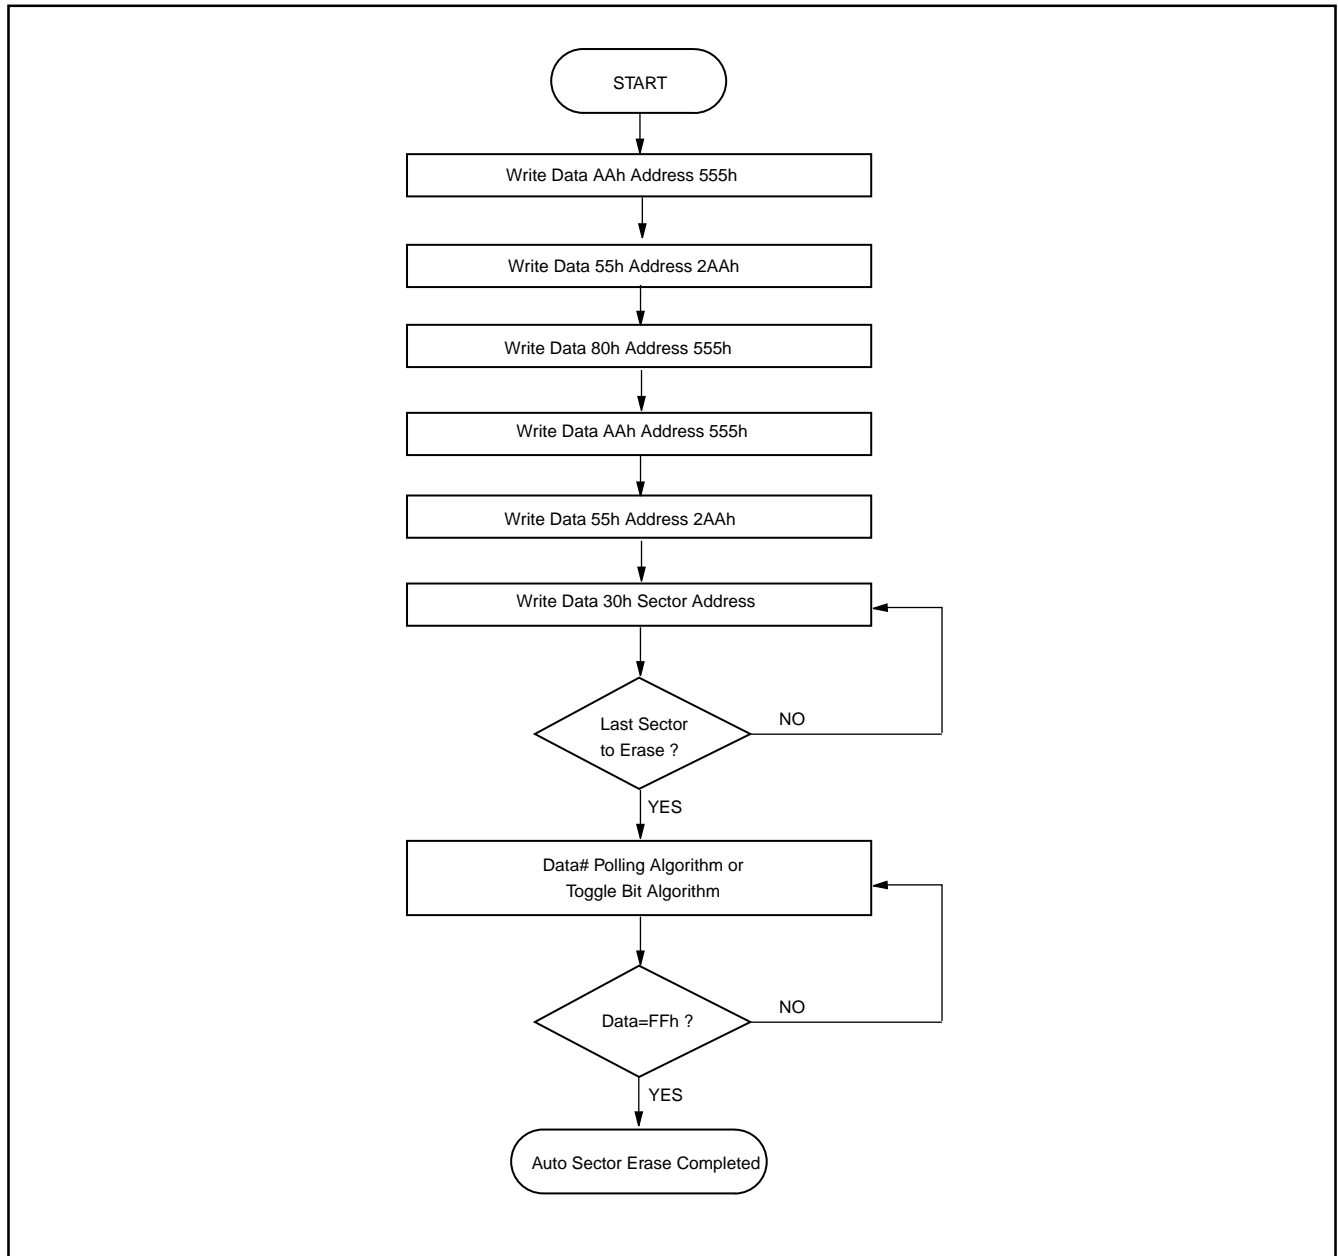 START
Write Data AAh Address 555h
Write Data 55h Address 2AAh
Write Data 80h Address 555h
Write Data AAh Address 555h
Write Data 55h Address 2AAh
Write Data 30h Sector Address
Last Sector
to Erase ?
NO
YES
Data# Polling Algorithm or
Toggle Bit Algorithm
Data=FFh ?
NO
YES
Auto Sector Erase Completed